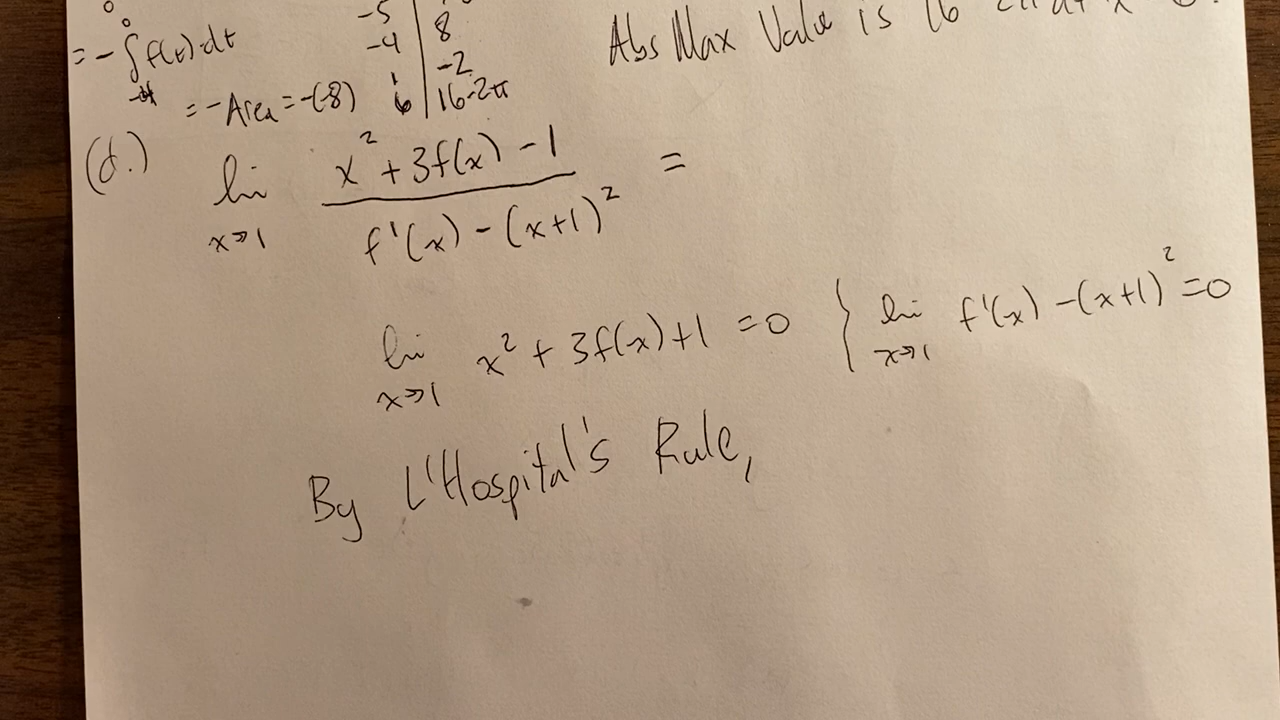 = -∫f(t)dt
-5
-4 | 8
1 | -2
6 | 16-2π
Abs Max Value is 16
= -Area = -(-8)
(d.) lim x→1 (x² + 3f(x) - 1) / (f'(x) - (x+1)²) =
lim x→1 x² + 3f(x) + 1 = 0 } lim x→1 f'(x) - (x+1)² = 0
By L'Hospital's Rule,